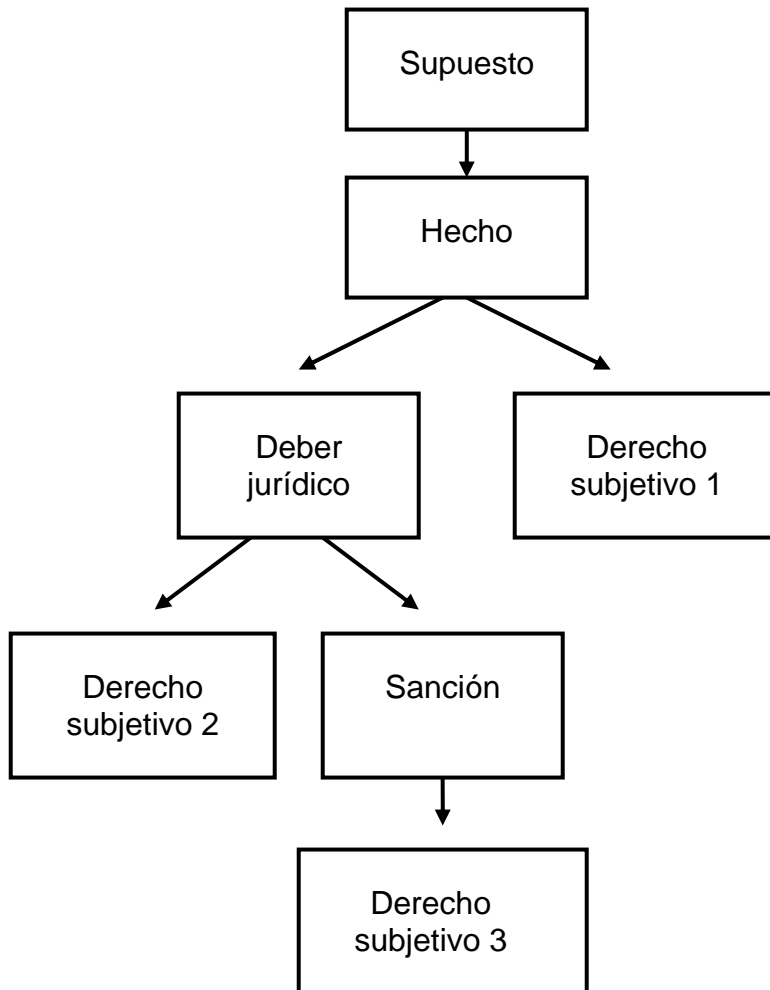 Supuesto
Hecho
Deber
jurídico
Derecho
subjetivo 1
Derecho
subjetivo 2
Sanción
Derecho
subjetivo 3